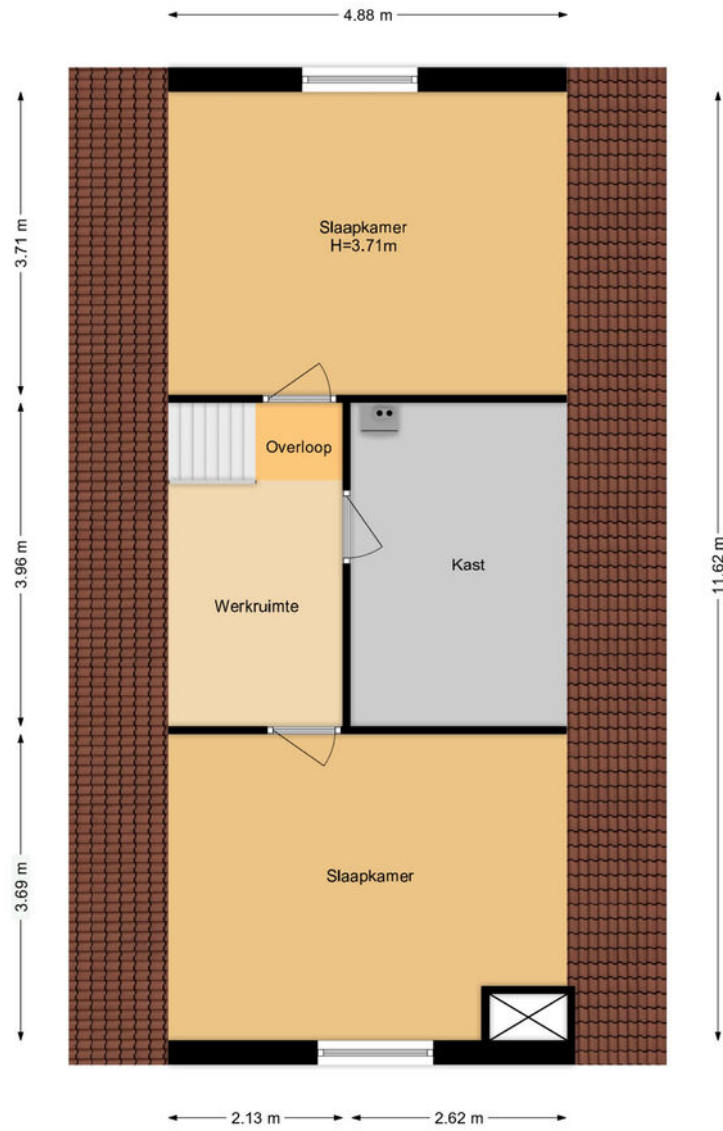 4.88 m
3.71 m
Slaapkamer
H=3.71m
Overloop
3.96 m
Kast
11.62 m
Werkruimte
3.69 m
Slaapkamer
2.13 m
2.62 m